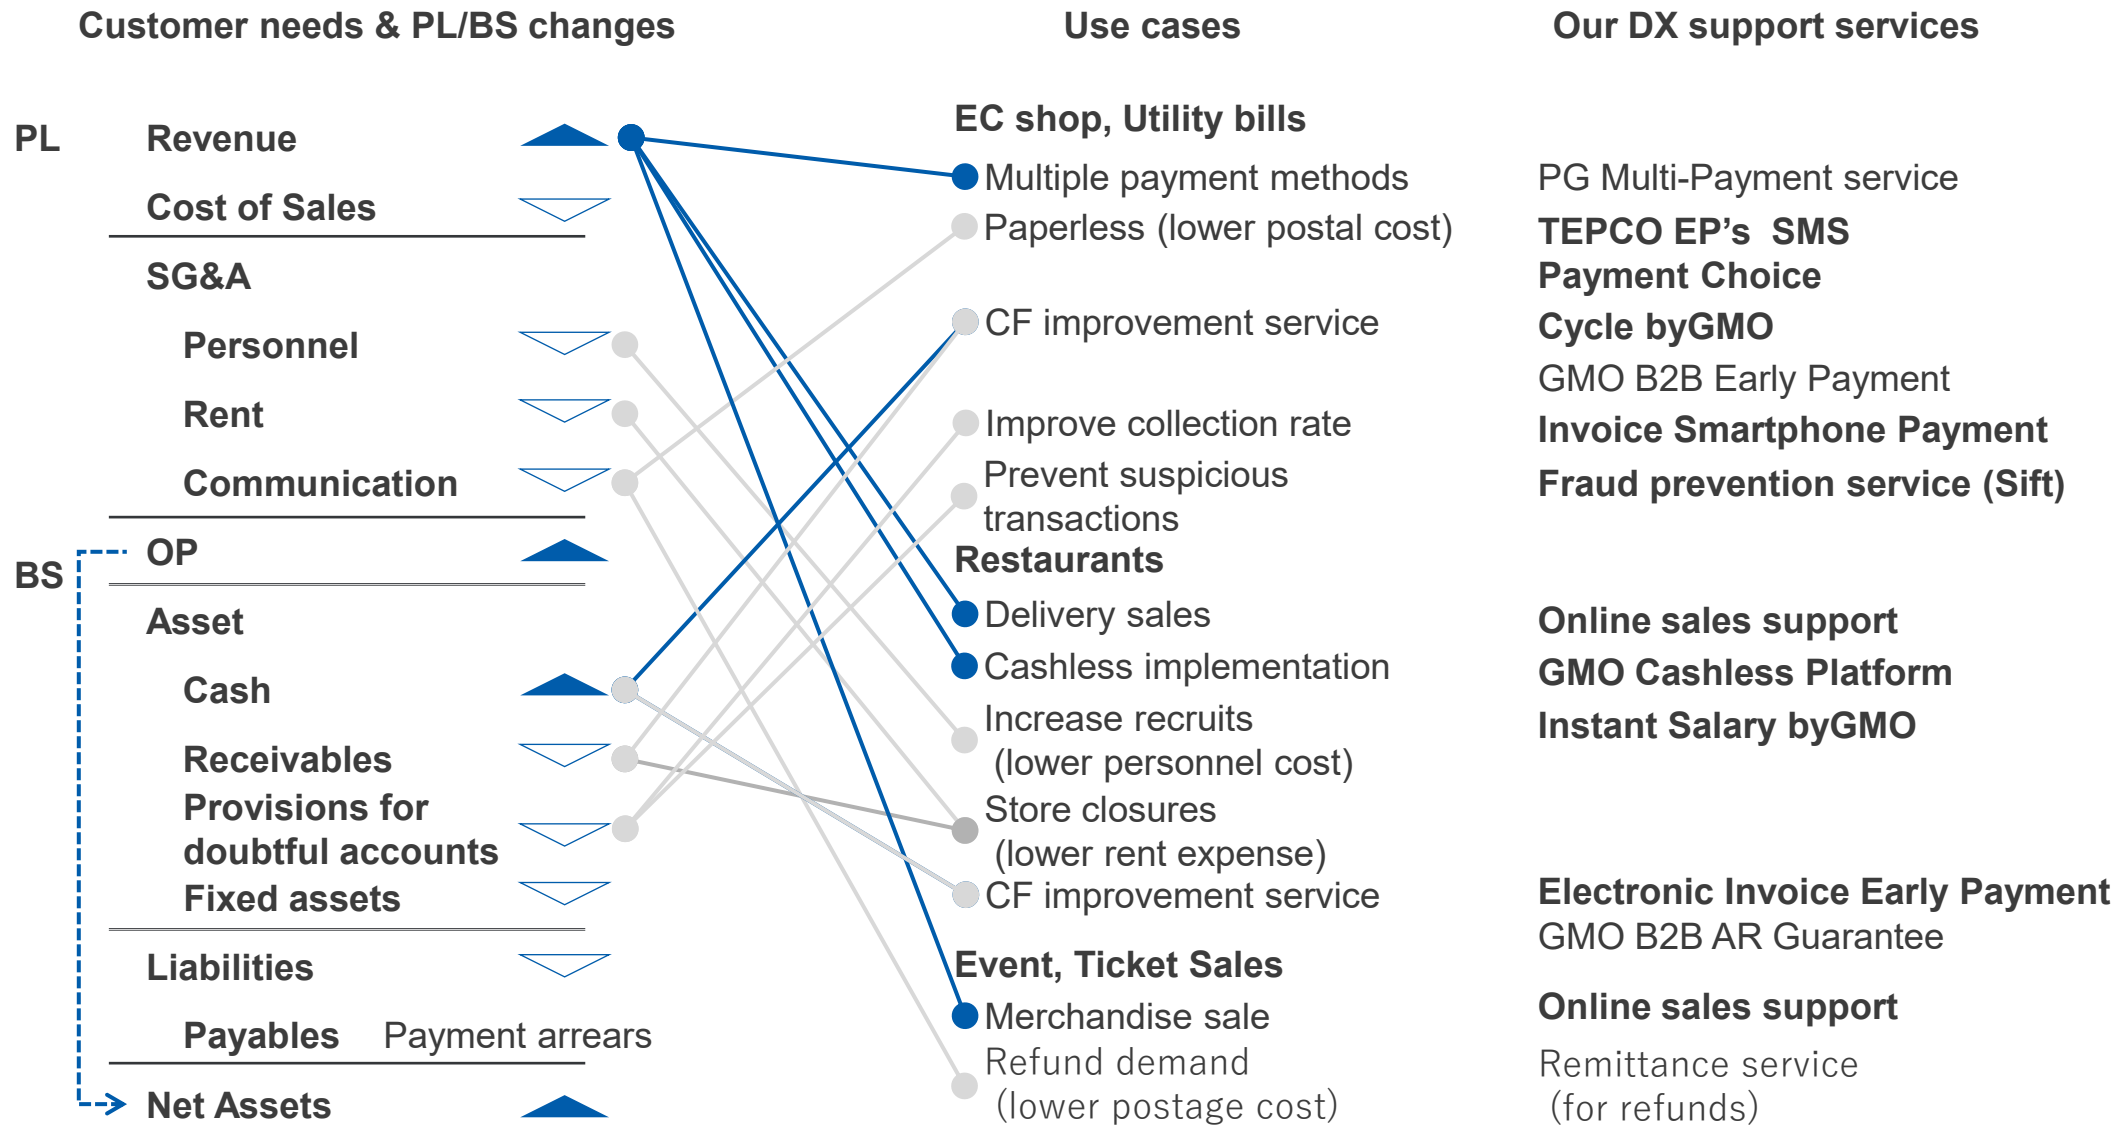 Customer needs & PL/BS changes
Use cases
Our DX support services
PL
Revenue
Cost of Sales
SG&A
Personnel
Rent
Communication
BS
OP
Asset
Cash
Receivables
Provisions for
doubtful accounts
Fixed assets
Liabilities
Payables Payment arrears
Net Assets
EC shop, Utility bills
Multiple payment methods
Paperless (lower postal cost)
CF improvement service
Improve collection rate
Prevent suspicious
transactions
Restaurants
Delivery sales
Cashless implementation
Increase recruits
(lower personnel cost)
Store closures
(lower rent expense)
CF improvement service
Event, Ticket Sales
Merchandise sale
Refund demand
(lower postage cost)
PG Multi-Payment service
TEPCO EP’s SMS
Payment Choice
Cycle byGMO
GMO B2B Early Payment
Invoice Smartphone Payment
Fraud prevention service (Sift)
Online sales support
GMO Cashless Platform
Instant Salary byGMO
Electronic Invoice Early Payment
GMO B2B AR Guarantee
Online sales support
Remittance service
(for refunds)